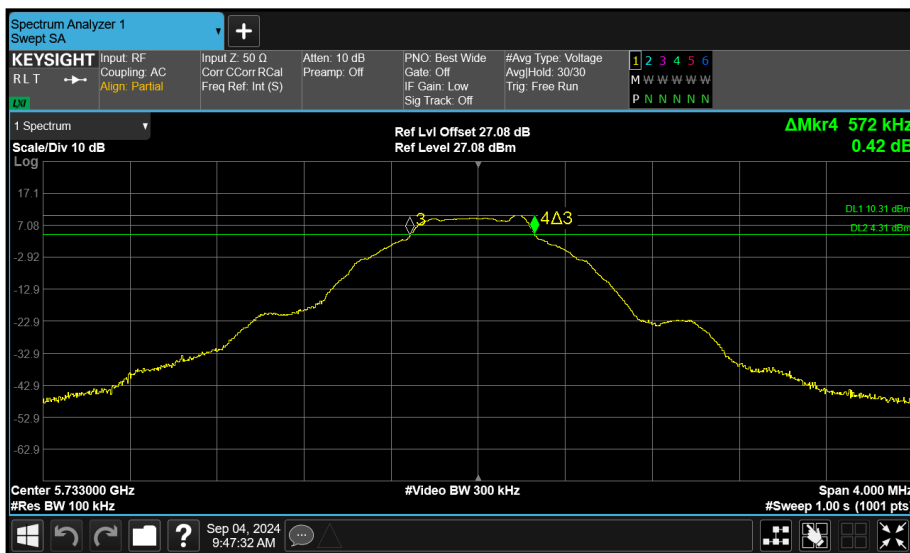 Spectrum Analyzer 1
Swept SA
+
KEYSIGHT
R L T
LXI
Input: RF
Coupling: AC
Align: Partial
Input Z: 50 Ω
Corr CCorr RCal
Freq Ref: Int (S)
Atten: 10 dB
Preamp: Off
PNO: Best Wide
Gate: Off
IF Gain: Low
Sig Track: Off
#Avg Type: Voltage
Avg|Hold: 30/30
Trig: Free Run
1 2 3 4 5 6
M W W W W W
P N N N N N
1 Spectrum
Scale/Div 10 dB
Ref Lvl Offset 27.08 dB
Ref Level 27.08 dBm
ΔMkr4 572 kHz
0.42 dB
Log
17.1
DL1 10.31 dBm
3
4Δ3
7.08
DL2 4.31 dBm
-2.92
-12.9
-22.9
-32.9
-42.9
-52.9
-62.9
Center 5.733000 GHz
#Video BW 300 kHz
Span 4.000 MHz
#Res BW 100 kHz
#Sweep 1.00 s (1001 pts)
?
Sep 04, 2024
9:47:32 AM